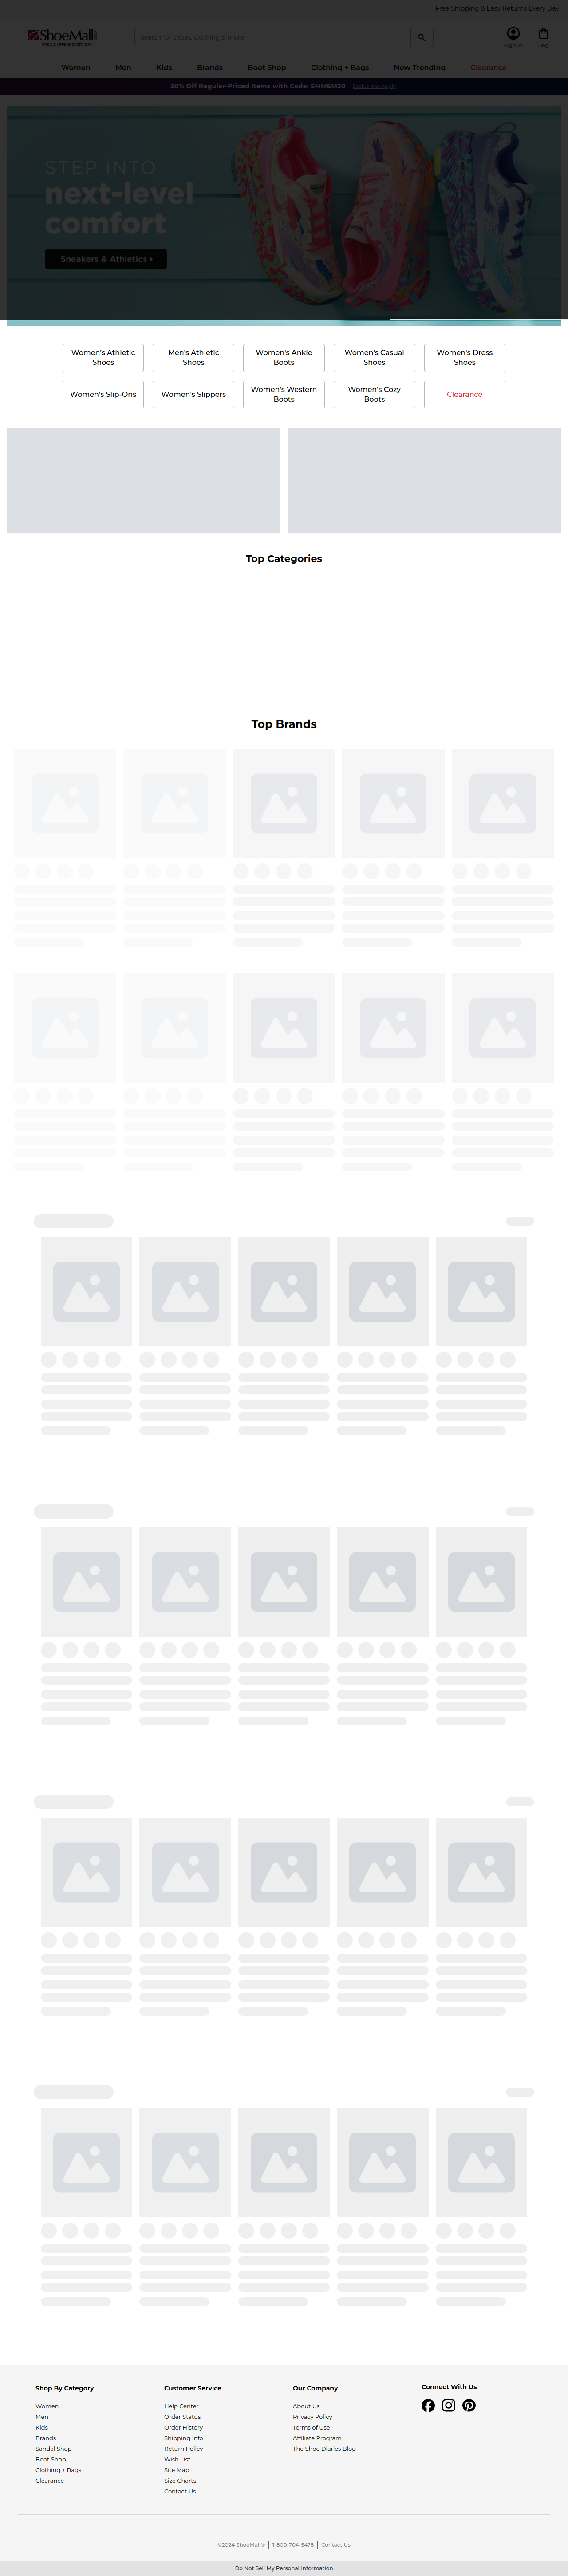 Free Shipping & Easy Returns Every Day
ShoeMall
FREE SHIPPING EVERY DAY
Search for shoes, clothing & more
Sign In
Bag
Women
Men
Kids
Brands
Boot Shop
Clothing + Bags
Now Trending
Clearance
30% Off Regular-Priced Items with Code: SMMEM30
STEP INTO
next-level
comfort
Sneakers & Athletics
Women's Athletic
Shoes
Men's Athletic
Shoes
Women's Ankle
Boots
Women's Casual
Shoes
Women's Dress
Shoes
Women's Slip-Ons
Women's Slippers
Women's Western
Boots
Women's Cozy
Boots
Clearance
Top Categories
Top Brands
Shop By Category
Women
Men
Kids
Brands
Sandal Shop
Boot Shop
Clothing + Bags
Clearance
Customer Service
Help Center
Order Status
Order History
Shipping Info
Return Policy
Wish List
Site Map
Size Charts
Contact Us
Our Company
About Us
Privacy Policy
Terms of Use
Affiliate Program
The Shoe Diaries Blog
Connect With Us
©2024 ShoeMall®
1-800-704-5478
Contact Us
Do Not Sell My Personal Information